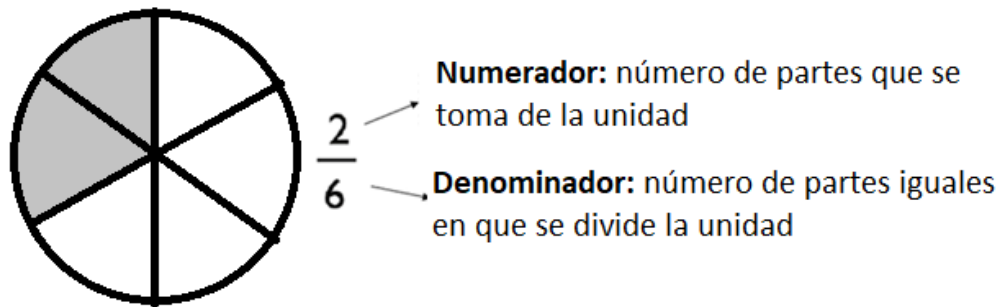 Numerador: número de partes que se
toma de la unidad
2
6
Denominador: número de partes iguales
en que se divide la unidad